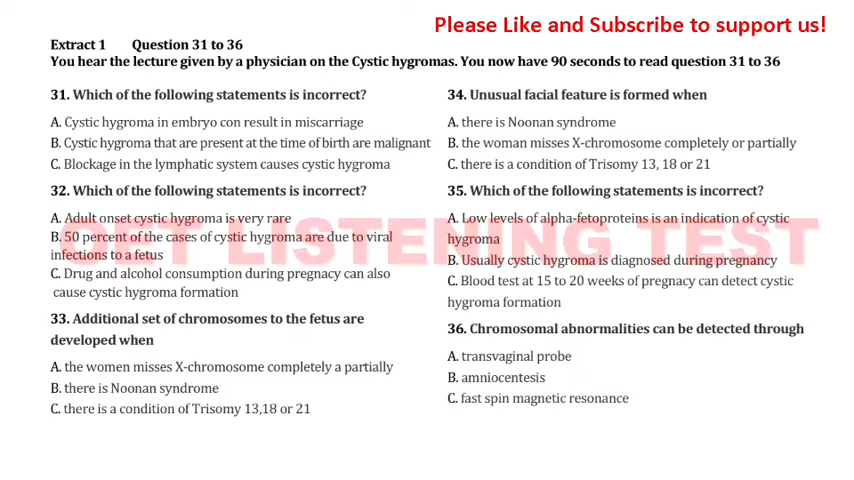 Please Like and Subscribe to support us!
Extract 1 Question 31 to 36
You hear the lecture given by a physician on the Cystic hygromas. You now have 90 seconds to read question 31 to 36
31. Which of the following statements is incorrect?
A. Cystic hygroma in embryo con result in miscarriage
B. Cystic hygroma that are present at the time of birth are malignant
C. Blockage in the lymphatic system causes cystic hygroma
32. Which of the following statements is incorrect?
A. Adult onset cystic hygroma is very rare
B. 50 percent of the cases of cystic hygroma are due to viral
infections to a fetus
C. Drug and alcohol consumption during pregnancy can also
cause cystic hygroma formation
33. Additional set of chromosomes to the fetus are
developed when
A. the women misses X-chromosome completely a partially
B. there is Noonan syndrome
C. there is a condition of Trisomy 13,18 or 21
34. Unusual facial feature is formed when
A. there is Noonan syndrome
B. the woman misses X-chromosome completely or partially
C. there is a condition of Trisomy 13, 18 or 21
35. Which of the following statements is incorrect?
A. Low levels of alpha-fetoproteins is an indication of cystic
hygroma
B. Usually cystic hygroma is diagnosed during pregnancy
C. Blood test at 15 to 20 weeks of pregnancy can detect cystic
hygroma formation
36. Chromosomal abnormalities can be detected through
A. transvaginal probe
B. amniocentesis
C. fast spin magnetic resonance
OET LISTENING TEST